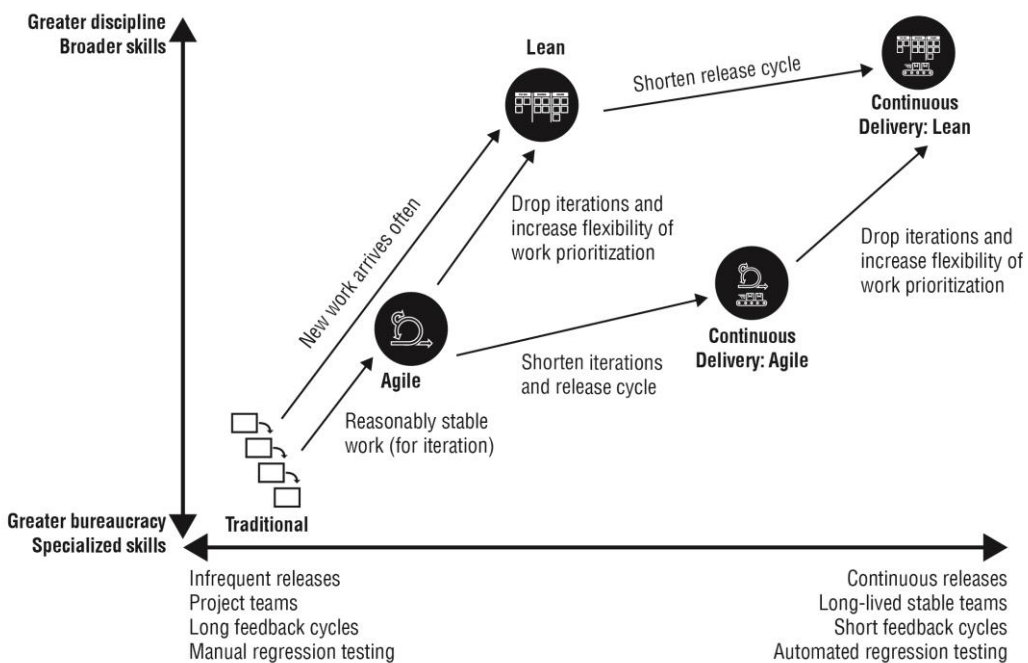 Greater discipline
Broader skills
Lean
Shorten release cycle
Continuous
Delivery: Lean
New work arrives often
Drop iterations and
increase flexibility of
work prioritization
Drop iterations and
increase flexibility of
work prioritization
Agile
Shorten iterations
and release cycle
Continuous
Delivery: Agile
Reasonably stable
work (for iteration)
Traditional
Greater bureaucracy
Specialized skills
Infrequent releases
Project teams
Long feedback cycles
Manual regression testing
Continuous releases
Long-lived stable teams
Short feedback cycles
Automated regression testing